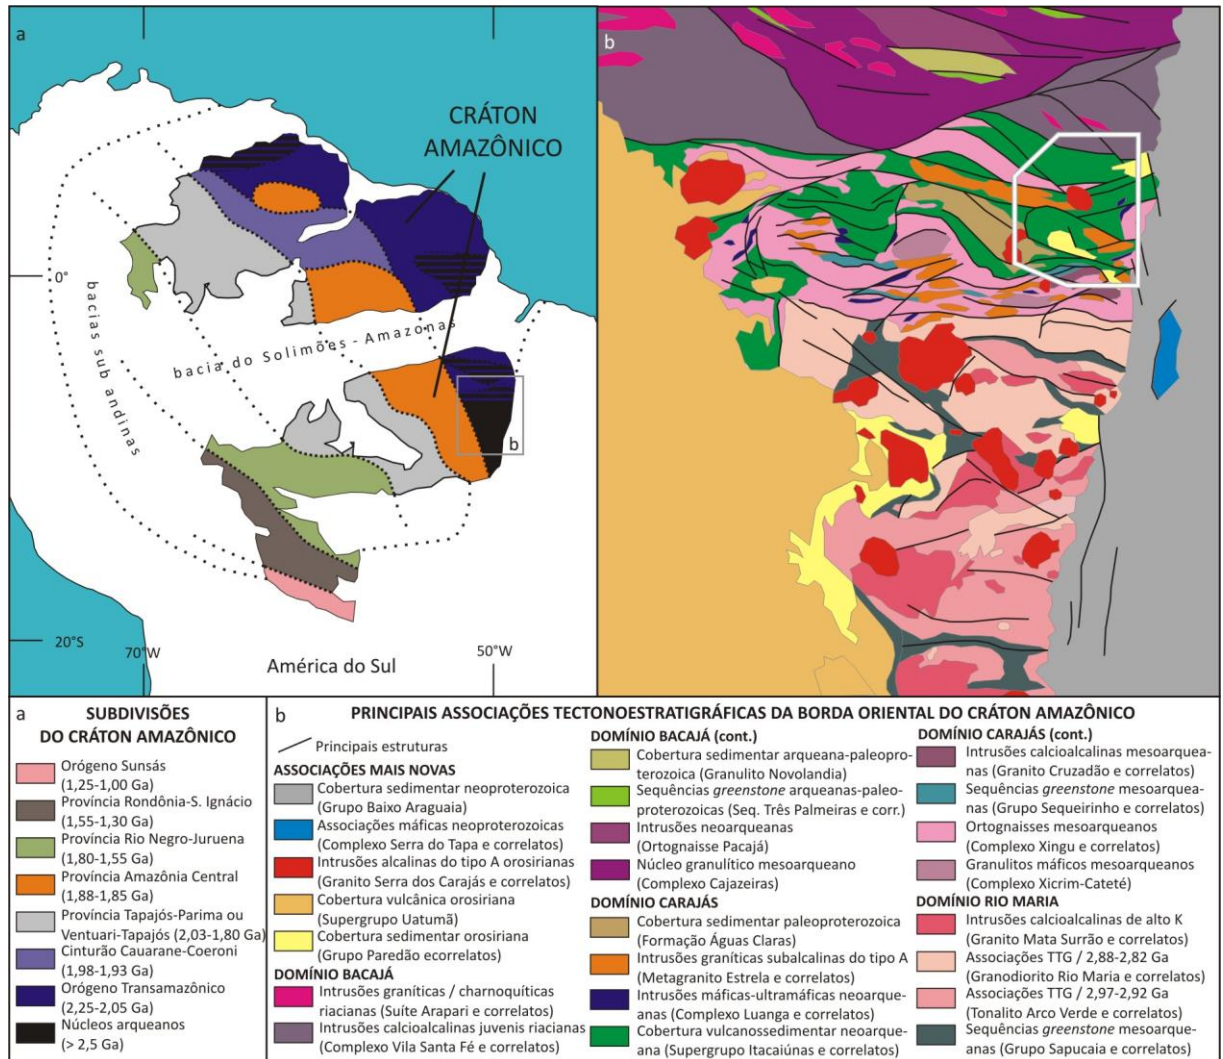 a
CRÁTON
AMAZÔNICO
0°
bacias sub andinas
bacia do Solimões - Amazonas
b
20°S
70°W
América do Sul
50°W
b
a
SUBDIVISÕES
DO CRÁTON AMAZÔNICO
Orógeno Sunsás
(1,25-1,00 Ga)
Província Rondônia-S. Ignácio
(1,55-1,30 Ga)
Província Rio Negro-Juruena
(1,80-1,55 Ga)
Província Amazônia Central
(1,88-1,85 Ga)
Província Tapajós-Parima ou
Ventuari-Tapajós (2,03-1,80 Ga)
Cinturão Cauarane-Coeroni
(1,98-1,93 Ga)
Orógeno Transamazônico
(2,25-2,05 Ga)
Núcleos arqueanos
(> 2,5 Ga)
b
PRINCIPAIS ASSOCIAÇÕES TECTONOESTRATIGRÁFICAS DA BORDA ORIENTAL DO CRÁTON AMAZÔNICO
Principais estruturas
ASSOCIAÇÕES MAIS NOVAS
Cobertura sedimentar neoproterozoica
(Grupo Baixo Araguaia)
Associações máficas neoproterozoicas
(Complexo Serra do Tapa e correlatos)
Intrusões alcalinas do tipo A orosirianas
(Granito Serra dos Carajás e correlatos)
Cobertura vulcânica orosiriana
(Supergrupo Uatumã)
Cobertura sedimentar orosiriana
(Grupo Paredão ecorrelatos)
DOMÍNIO BACAJÁ
Intrusões graníticas / charnoquíticas
riacianas (Suíte Arapari e correlatos)
Intrusões calcioalcalinas juvenis riacianas
(Complexo Vila Santa Fé e correlatos)
DOMÍNIO BACAJÁ (cont.)
Cobertura sedimentar arqueana-paleopro-
terozoica (Granulito Novolandia)
Sequências greenstone arqueanas-paleo-
proterozoicas (Seq. Três Palmeiras e corr.)
Intrusões neoarqueanas
(Ortognaisse Pacajá)
Núcleo granulítico mesoarqueano
(Complexo Cajazeiras)
DOMÍNIO CARAJÁS
Cobertura sedimentar paleoproterozoica
(Formação Águas Claras)
Intrusões graníticas subalcalinas do tipo A
(Metagranito Estrela e correlatos)
Intrusões máficas-ultramáficas neoarque-
anas (Complexo Luanga e correlatos)
Cobertura vulcanossedimentar neoarque-
ana (Supergrupo Itacaiúnas e correlatos)
DOMÍNIO CARAJÁS (cont.)
Intrusões calcioalcalinas mesoarquea-
nas (Granito Cruzadão e correlatos)
Sequências greenstone mesoarquea-
nas (Grupo Sequeirinho e correlatos)
Ortognaisses mesoarqueanos
(Complexo Xingu e correlatos)
Granulitos máficos mesoarqueanos
(Complexo Xicrim-Cateté)
DOMÍNIO RIO MARIA
Intrusões calcioalcalinas de alto K
(Granito Mata Surrão e correlatos)
Associações TTG / 2,88-2,82 Ga
(Granodiorito Rio Maria e correlatos)
Associações TTG / 2,97-2,92 Ga
(Tonalito Arco Verde e correlatos)
Sequências greenstone mesoarque-
anas (Grupo Sapucaia e correlatos)